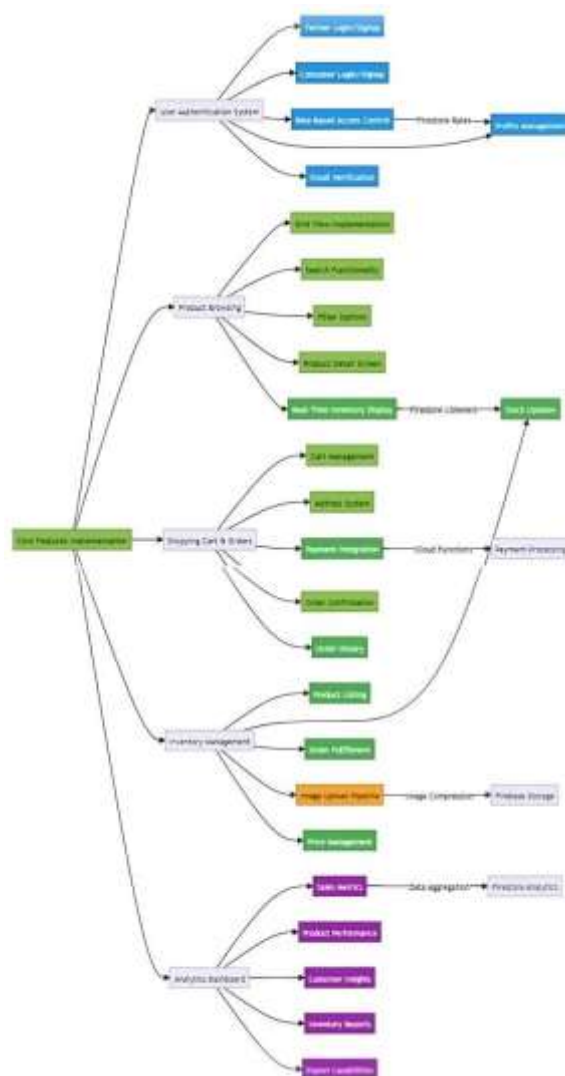 Farmer Login/Signup
Consumer Login/Signup
User Authentication System
Role-Based Access Control
Firestore Rules
Profile Management
Email Verification
Grid View Implementation
Search Functionality
Product Browsing
Filter Options
Product Detail Screen
Real-Time Inventory Display
Firestore Listeners
Stock Updates
Cart Management
Address System
Core Features Implementation
Shopping Cart & Orders
Payment Integration
Cloud Functions
Payment Processing
Order Confirmation
Order History
Product Listing
Inventory Management
Order Fulfillment
Image Upload Pipeline
Image Compression
Firebase Storage
Price Management
Sales Metrics
Data Aggregation
Firestore Analytics
Product Performance
Analytics Dashboard
Consumer Insights
Inventory Reports
Export Capabilities